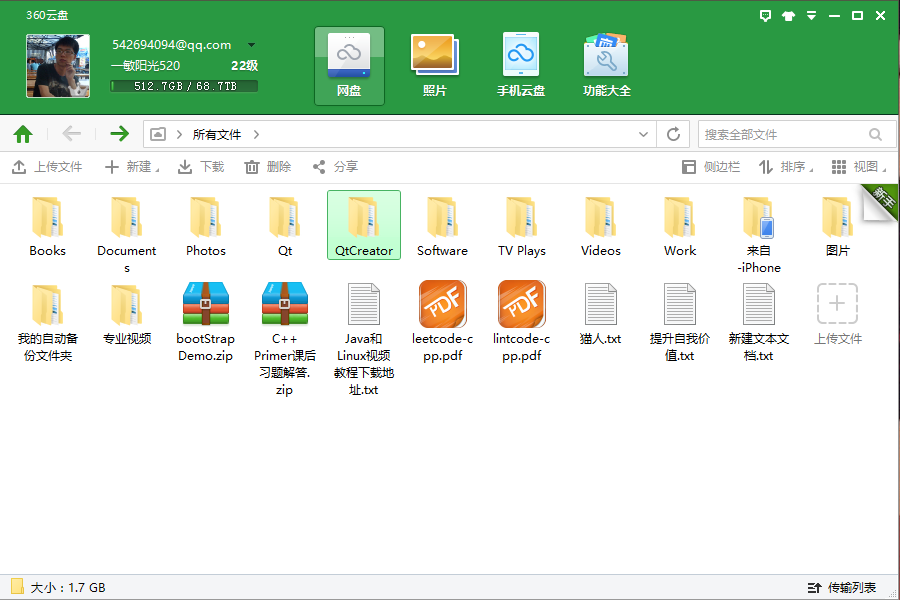 360云盘
542694094@qq.com
一敏阳光520 22级
512.7GB / 68.7TB
网盘 照片 手机云盘 功能大全
所有文件
搜索全部文件
上传文件 新建 下载 删除 分享 侧边栏 排序 视图
新手
Books Documents Photos Qt QtCreator Software TV Plays Videos Work 来自-iPhone 图片
我的自动备份文件夹 专业视频 bootStrapDemo.zip C++ Primer课后习题解答.zip Java和Linux视频教程下载地址.txt leetcode-cpp.pdf lintcode-cpp.pdf 猫人.txt 提升自我价值.txt 新建文本文档.txt 上传文件
大小：1.7 GB 传输列表